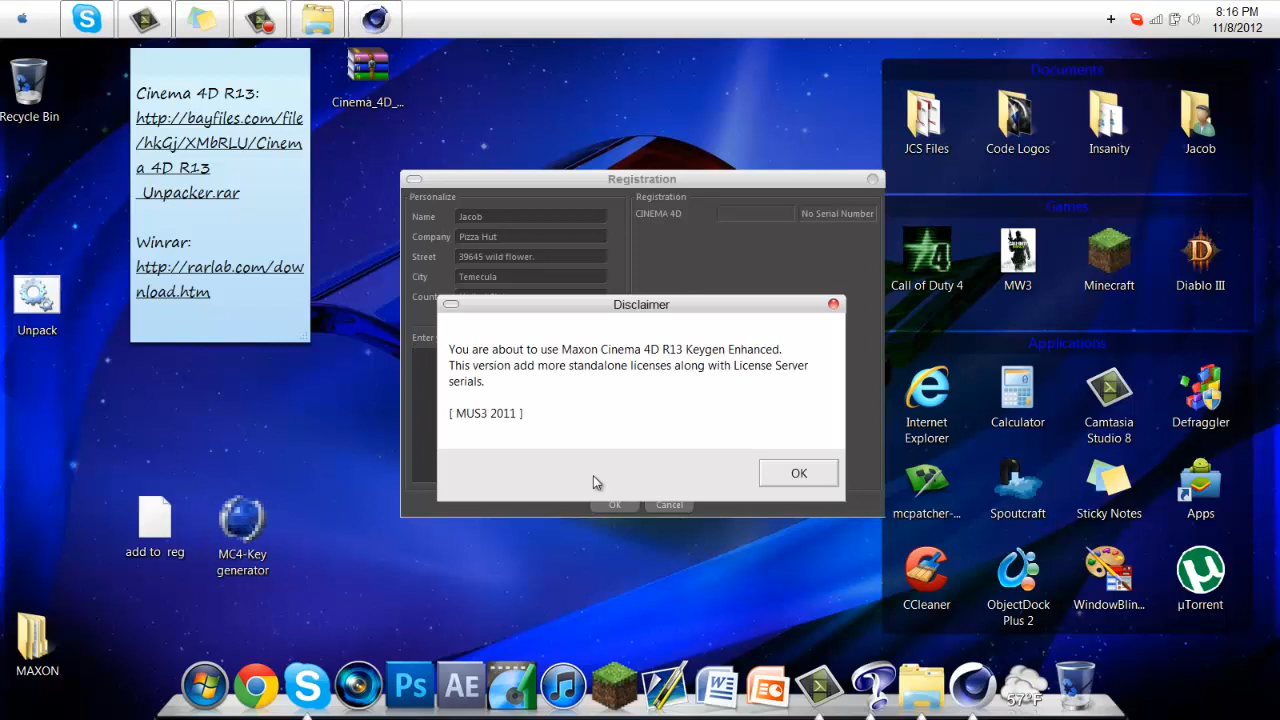 8:16 PM
11/8/2012
Cinema 4D R13:
http://bayfiles.com/file
/hkGj/XMbRLU/Cinem
a 4D R13
_Unpacker.rar
Winrar:
http://rarlab.com/dow
nload.htm
Recycle Bin
Cinema_4D_...
Unpack
add to reg
MC4-Key
generator
MAXON
Registration
Personalize
Name
Jacob
Company
Pizza Hut
Street
39645 wild flower.
City
Temecula
Coun
Enter
Registration
CINEMA 4D
No Serial Number
OK
Cancel
Disclaimer
You are about to use Maxon Cinema 4D R13 Keygen Enhanced.
This version add more standalone licenses along with License Server
serials.
[ MUS3 2011 ]
OK
Documents
JCS Files
Code Logos
Insanity
Jacob
Games
Call of Duty 4
MW3
Minecraft
Diablo III
Applications
Internet
Explorer
Calculator
Camtasia
Studio 8
Defraggler
mcpatcher-...
Spoutcraft
Sticky Notes
Apps
CCleaner
ObjectDock
Plus 2
WindowBlin...
µTorrent
Ps
AE
57°F